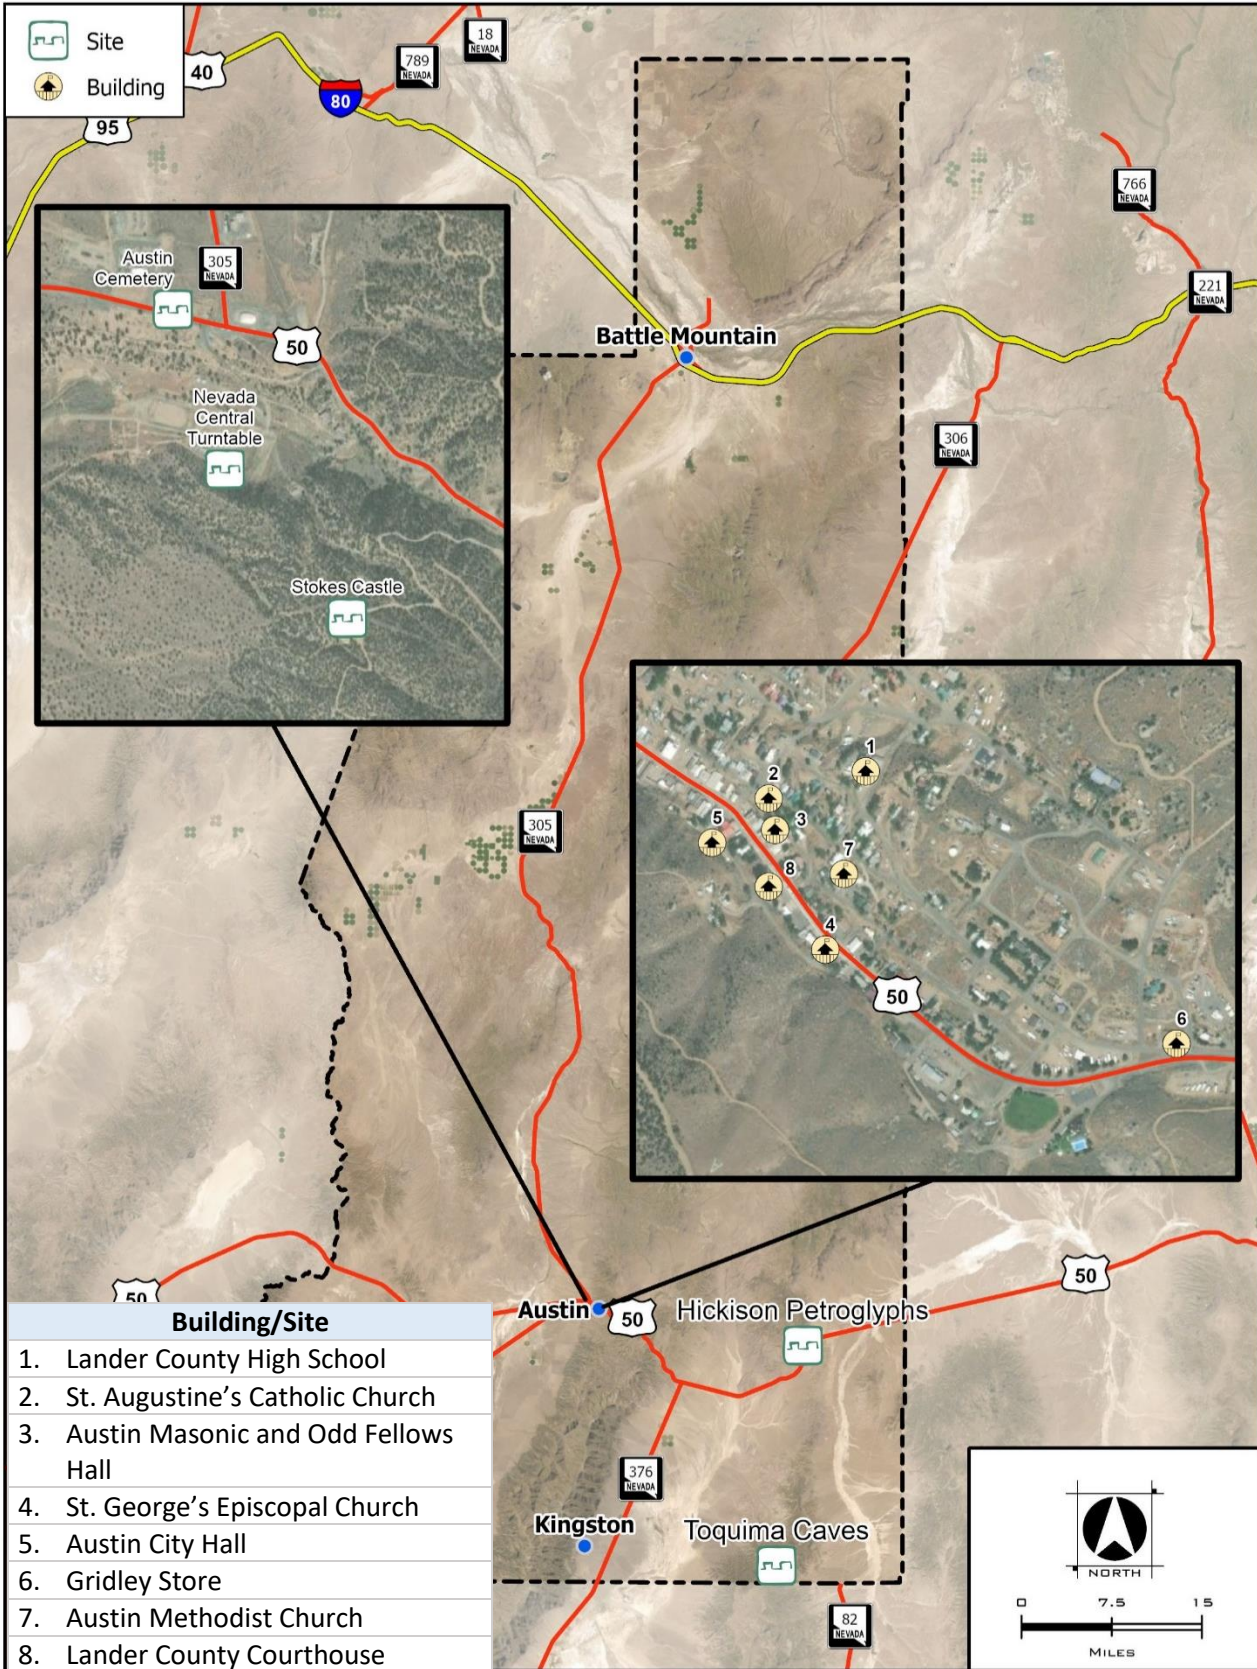 Site
Building
40
95
80
789
NEVADA
18
NEVADA
766
NEVADA
221
NEVADA
Austin
Cemetery
305
NEVADA
50
Nevada
Central
Turntable
Stokes Castle
Battle Mountain
306
NEVADA
305
NEVADA
1
2
3
5
7
8
4
50
6
50
Austin
50
Hickison Petroglyphs
50
376
NEVADA
Kingston
Toquima Caves
82
NEVADA
Building/Site
1. Lander County High School
2. St. Augustine’s Catholic Church
3. Austin Masonic and Odd Fellows
Hall
4. St. George’s Episcopal Church
5. Austin City Hall
6. Gridley Store
7. Austin Methodist Church
8. Lander County Courthouse
NORTH
0 7.5 15
MILES